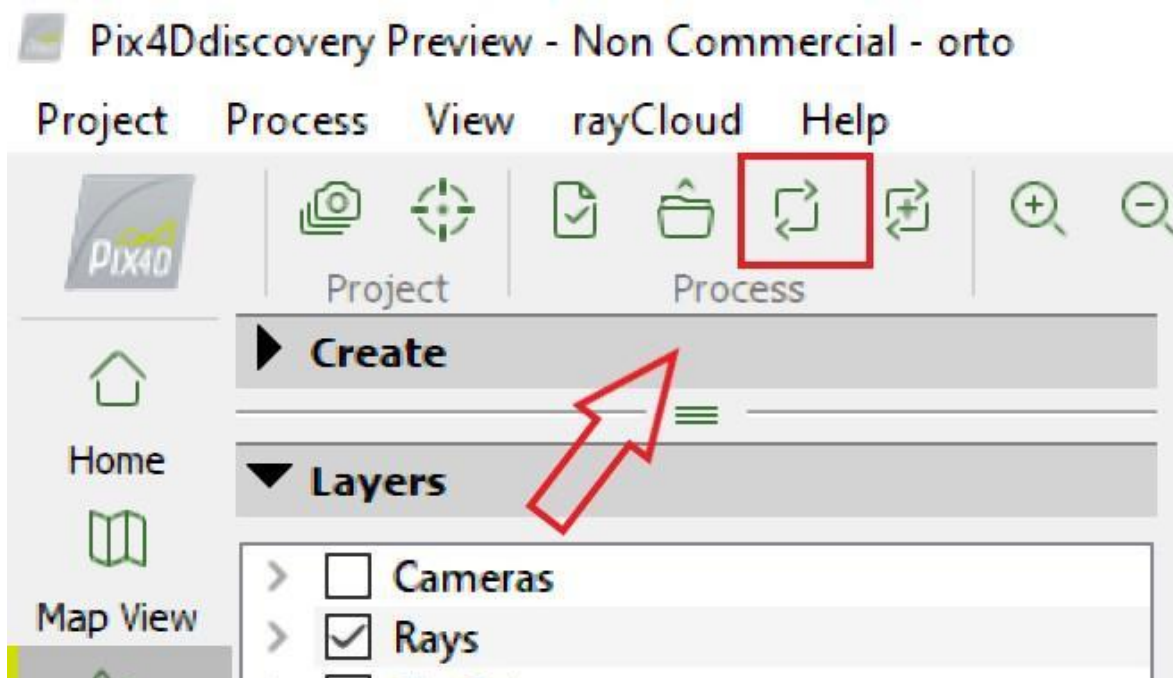 Pix4Ddiscovery Preview - Non Commercial - orto
Project Process View rayCloud Help
PIX4D
Project Process
Create
Home
Layers
Cameras
Map View
Rays